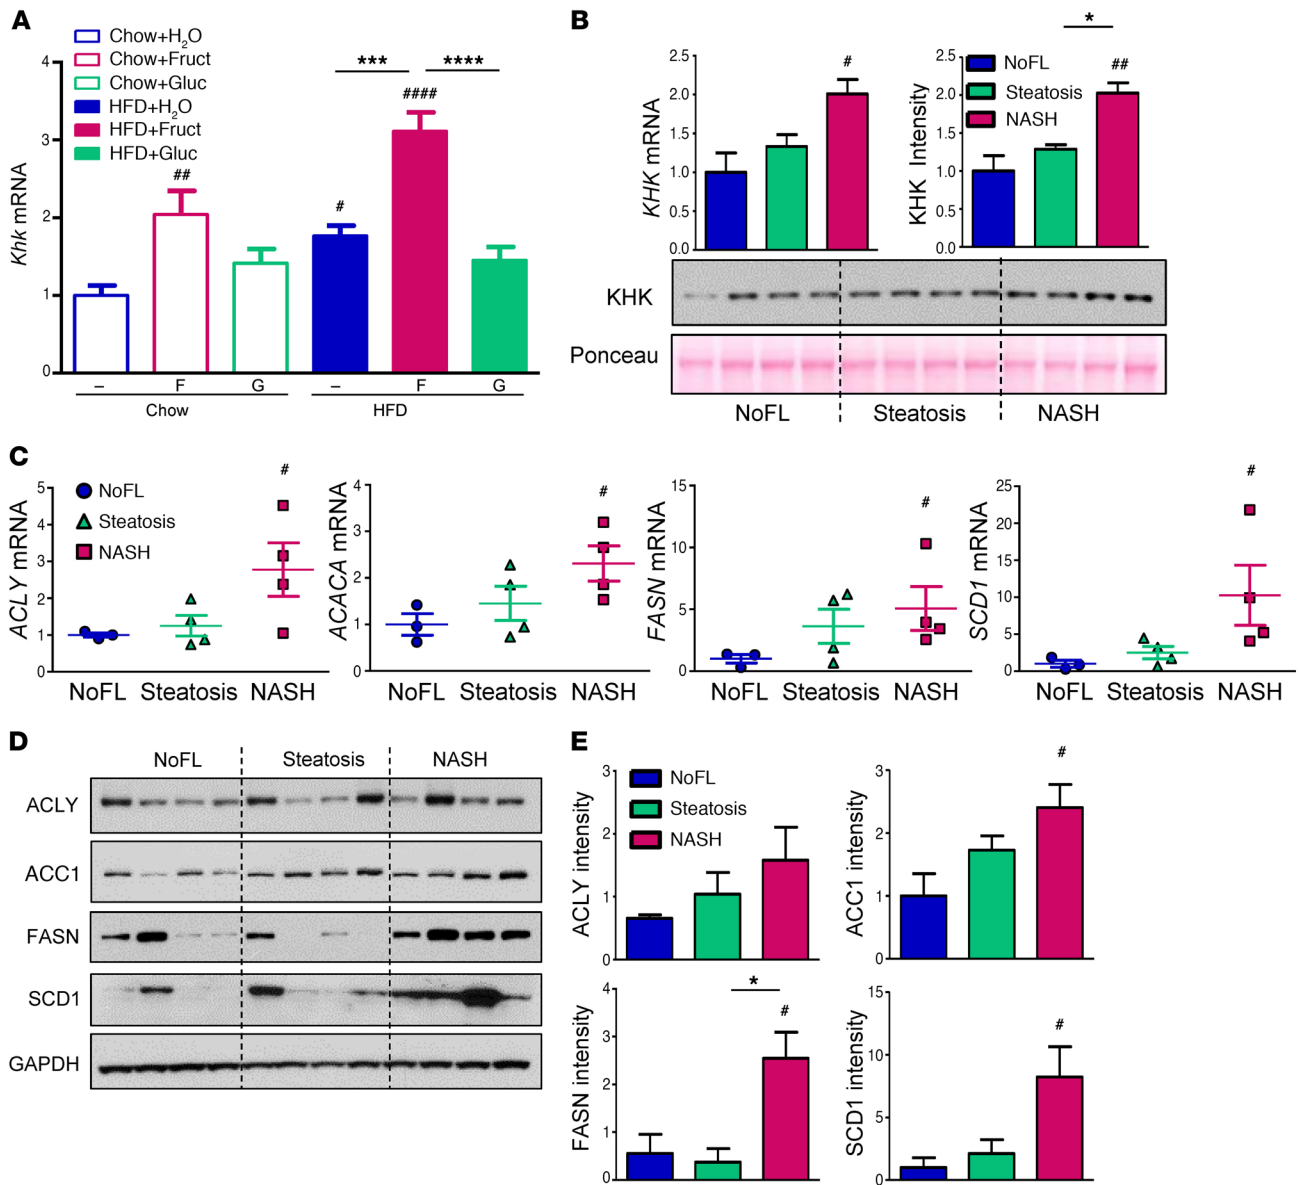 A
Chow+H2O
Chow+Fruct
Chow+Gluc
HFD+H2O
HFD+Fruct
HFD+Gluc
Khk mRNA
4
3
2
1
0
##
#
####
***
****
– F G – F G
Chow HFD
B
KHK mRNA
2.5
2.0
1.5
1.0
0.5
0.0
#
KHK Intensity
2.5
2.0
1.5
1.0
0.5
0.0
NoFL
Steatosis
NASH
*
##
KHK
Ponceau
NoFL Steatosis NASH
C
ACLY mRNA
5
4
3
2
1
0
NoFL
Steatosis
NASH
#
NoFL Steatosis NASH
ACACA mRNA
4
3
2
1
0
#
NoFL Steatosis NASH
FASN mRNA
15
10
5
0
#
NoFL Steatosis NASH
SCD1 mRNA
25
20
15
10
5
0
#
NoFL Steatosis NASH
D
NoFL Steatosis NASH
ACLY
ACC1
FASN
SCD1
GAPDH
E
ACLY intensity
3
2
1
0
NoFL
Steatosis
NASH
ACC1 intensity
3
2
1
0
#
FASN intensity
4
3
2
1
0
*
#
SCD1 intensity
15
10
5
0
#